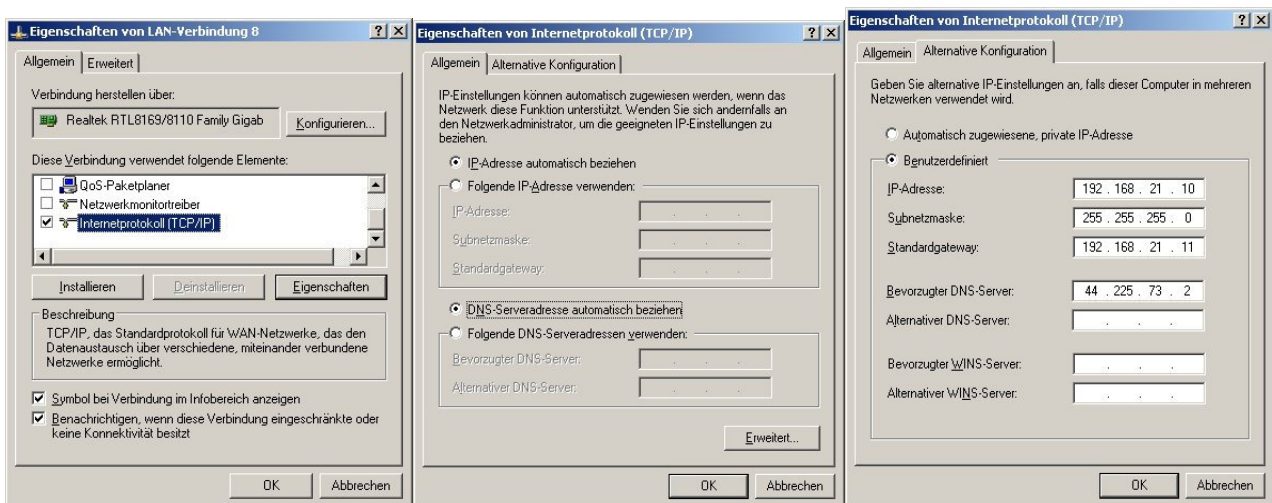 Eigenschaften von LAN-Verbindung 8
Allgemein
Erweitert
Verbindung herstellen über:
Realtek RTL8169/8110 Family Gigab
Konfigurieren...
Diese Verbindung verwendet folgende Elemente:
QoS-Paketplaner
Netzwerkmonitortreiber
Internetprotokoll (TCP/IP)
Installieren
Deinstallieren
Eigenschaften
Beschreibung
TCP/IP, das Standardprotokoll für WAN-Netzwerke, das den
Datenaustausch über verschiedene, miteinander verbundene
Netzwerke ermöglicht.
Symbol bei Verbindung im Infobereich anzeigen
Benachrichtigen, wenn diese Verbindung eingeschränkte oder
keine Konnektivität besitzt
OK
Abbrechen
Eigenschaften von Internetprotokoll (TCP/IP)
Allgemein
Alternative Konfiguration
IP-Einstellungen können automatisch zugewiesen werden, wenn das
Netzwerk diese Funktion unterstützt. Wenden Sie sich andernfalls an
den Netzwerkadministrator, um die geeigneten IP-Einstellungen zu
beziehen.
IP-Adresse automatisch beziehen
Folgende IP-Adresse verwenden:
IP-Adresse:
Subnetzmaske:
Standardgateway:
DNS-Serveradresse automatisch beziehen
Folgende DNS-Serveradressen verwenden:
Bevorzugter DNS-Server:
Alternativer DNS-Server:
Erweitert...
OK
Abbrechen
Eigenschaften von Internetprotokoll (TCP/IP)
Allgemein
Alternative Konfiguration
Geben Sie alternative IP-Einstellungen an, falls dieser Computer in mehreren
Netzwerken verwendet wird.
Automatisch zugewiesene, private IP-Adresse
Benutzerdefiniert
IP-Adresse: 192 . 168 . 21 . 10
Subnetzmaske: 255 . 255 . 255 . 0
Standardgateway: 192 . 168 . 21 . 11
Bevorzugter DNS-Server: 44 . 225 . 73 . 2
Alternativer DNS-Server:
Bevorzugter WINS-Server:
Alternativer WINS-Server:
OK
Abbrechen